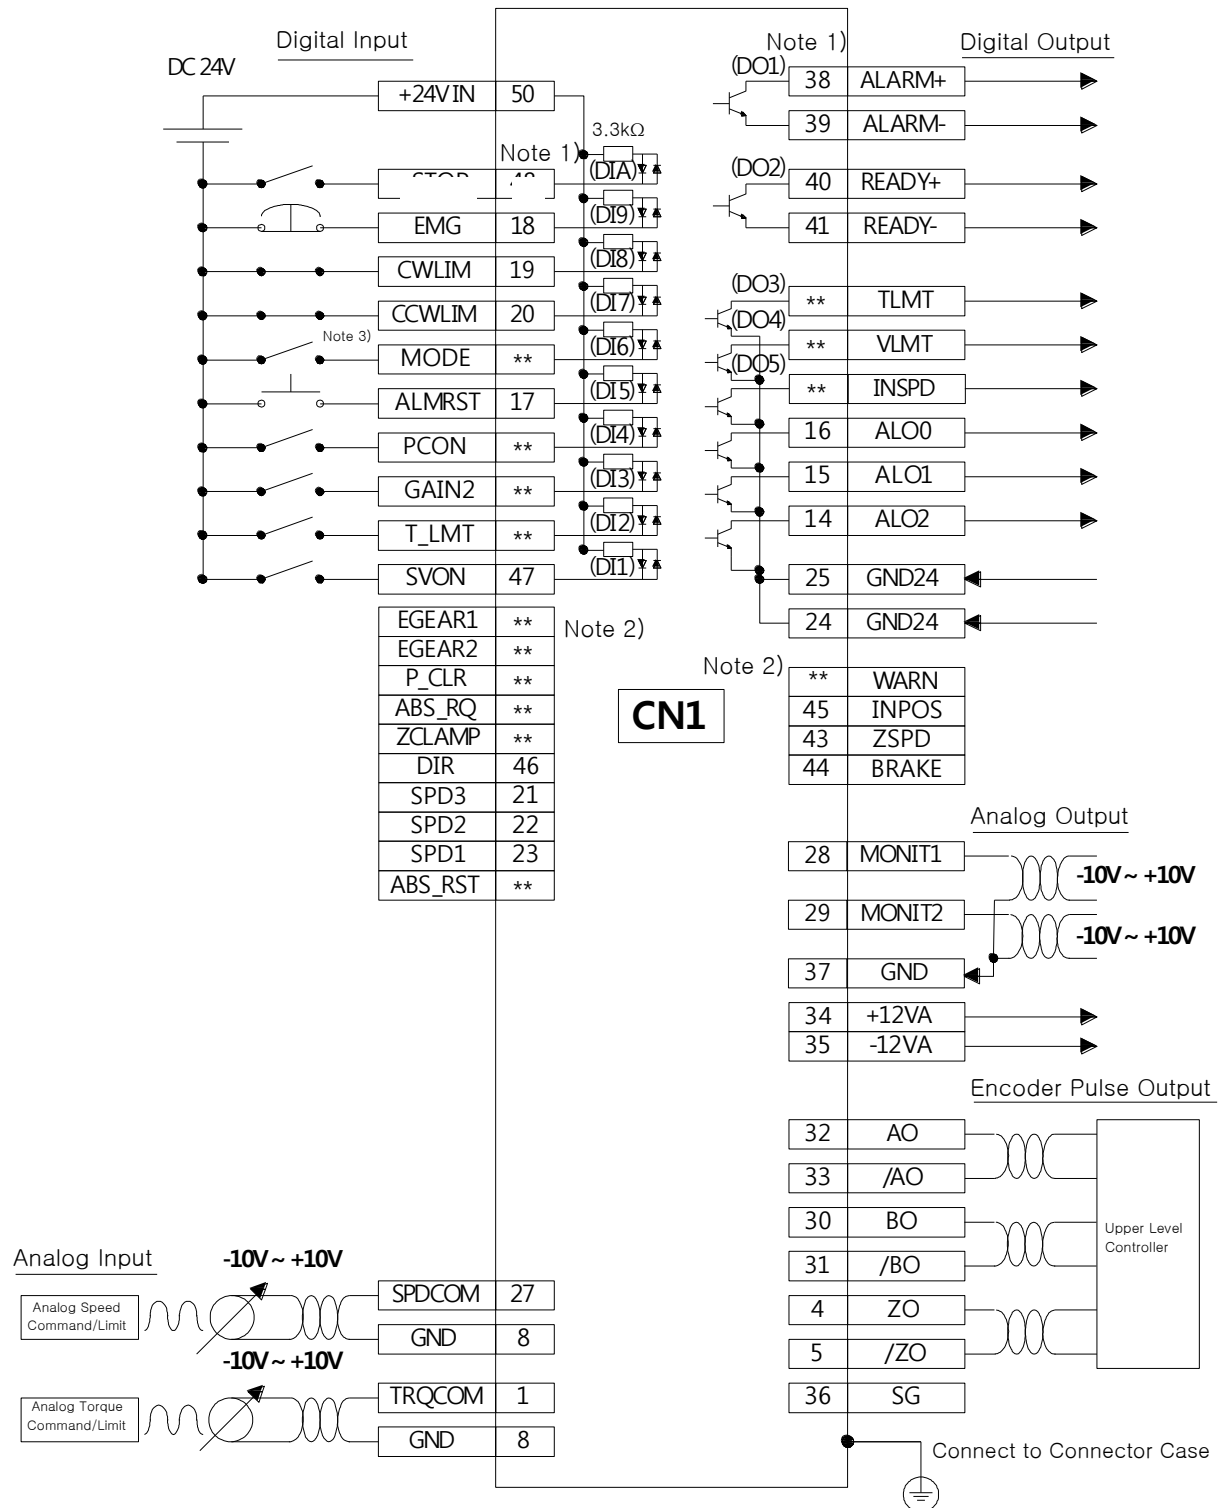 Digital Input
DC 24V
+24VIN 50
3.3kΩ
Note 1)
(DIA)
(DI9)
EMG 18
(DI8)
CWLIM 19
(DI7)
CCWLIM 20
Note 3)
(DI6)
MODE **
(DI5)
ALMRST 17
(DI4)
PCON **
(DI3)
GAIN2 **
(DI2)
T_LMT **
(DI1)
SVON 47
EGEAR1 **
Note 2)
EGEAR2 **
P_CLR **
ABS_RQ **
ZCLAMP **
DIR 46
SPD3 21
SPD2 22
SPD1 23
ABS_RST **
CN1
Note 1)
Digital Output
(DO1)
38 ALARM+
39 ALARM-
(DO2)
40 READY+
41 READY-
(DO3)
** TLMT
(DO4)
** VLMT
(DO5)
** INSPD
16 ALO0
15 ALO1
14 ALO2
25 GND24
24 GND24
Note 2)
** WARN
45 INPOS
43 ZSPD
44 BRAKE
Analog Output
28 MONIT1
-10V ~ +10V
29 MONIT2
-10V ~ +10V
37 GND
34 +12VA
35 -12VA
Encoder Pulse Output
32 AO
33 /AO
30 BO
31 /BO
4 ZO
5 /ZO
36 SG
Upper Level
Controller
Connect to Connector Case
Analog Input
-10V ~ +10V
Analog Speed
Command/Limit
SPDCOM 27
GND 8
-10V ~ +10V
Analog Torque
Command/Limit
TRQCOM 1
GND 8